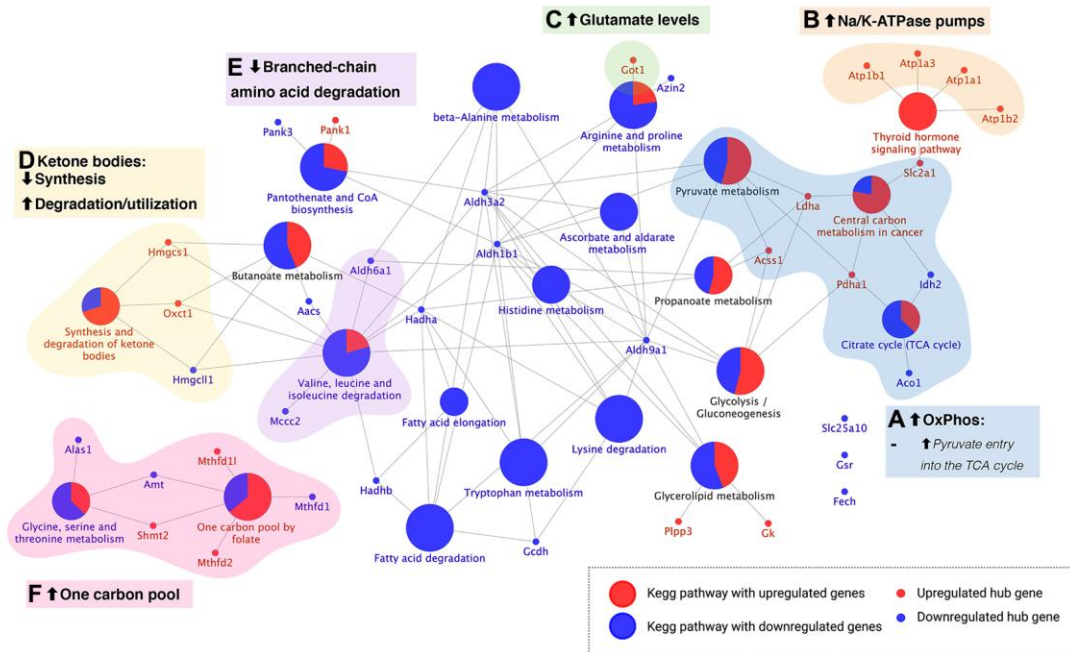 C ⬆Glutamate levels
B ⬆Na/K-ATPase pumps
E ⬇Branched-chain
amino acid degradation
Got1
Azin2
Atp1b1
Atp1a3
Atp1a1
Atp1b2
beta-Alanine metabolism
Arginine and proline
metabolism
Thyroid hormone
signaling pathway
Pank3
Pank1
D Ketone bodies:
⬇Synthesis
⬆Degradation/utilization
Pantothenate and CoA
biosynthesis
Aldh3a2
Pyruvate metabolism
Slc2a1
Ldha
Central carbon
metabolism in cancer
Ascorbate and aldarate
metabolism
Hmgcs1
Butanoate metabolism
Aldh6a1
Aldh1b1
Acss1
Pdha1
Idh2
Propanoate metabolism
Oxct1
Aacs
Hadha
Histidine metabolism
Synthesis and
degradation of ketone
bodies
Aldh9a1
Citrate cycle (TCA cycle)
Aco1
Hmgcll1
Valine, leucine and
isoleucine degradation
Glycolysis /
Gluconeogenesis
Mccc2
Fatty acid elongation
Lysine degradation
Slc25a10
A ⬆OxPhos:
- ⬆Pyruvate entry
into the TCA cycle
Gsr
Fech
Alas1
Mthfd1l
Amt
Mthfd1
Glycine, serine and
threonine metabolism
Shmt2
One carbon pool by
folate
Mthfd2
Hadhb
Tryptophan metabolism
Glycerolipid metabolism
Plpp3
Gk
Fatty acid degradation
Gcdh
F ⬆One carbon pool
Kegg pathway with upregulated genes
Upregulated hub gene
Kegg pathway with downregulated genes
Downregulated hub gene